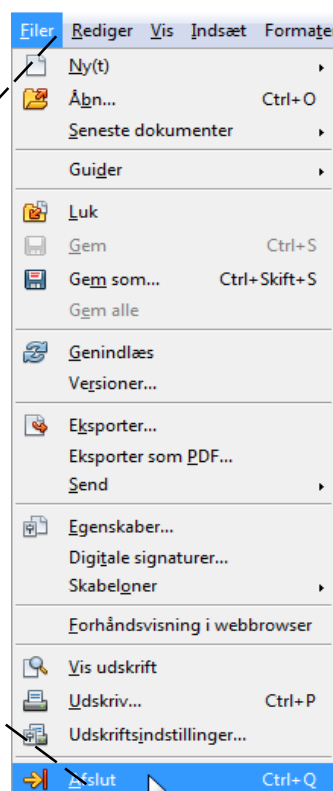 Filer Rediger Vis Indsæt Formater
Ny(t)
Åbn... Ctrl+O
Seneste dokumenter
Guider
Luk
Gem Ctrl+S
Gem som... Ctrl+Skift+S
Gem alle
Genindlæs
Versioner...
Eksporter...
Eksporter som PDF...
Send
Egenskaber...
Digitale signaturer...
Skabeloner
Forhåndsvisning i webbrowser
Vis udskrift
Udskriv... Ctrl+P
Udskriftsindstillinger...
Afslut Ctrl+Q